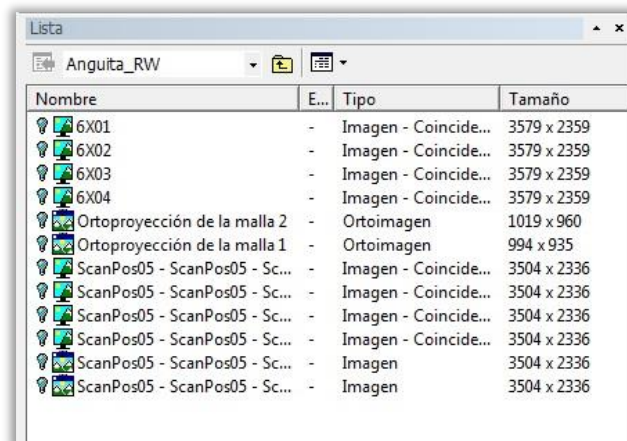 Lista
Anguita_RW
Nombre E... Tipo Tamaño
6X01 - Imagen - Coincide... 3579 x 2359
6X02 - Imagen - Coincide... 3579 x 2359
6X03 - Imagen - Coincide... 3579 x 2359
6X04 - Imagen - Coincide... 3579 x 2359
Ortoproyección de la malla 2 - Ortoimagen 1019 x 960
Ortoproyección de la malla 1 - Ortoimagen 994 x 935
ScanPos05 - ScanPos05 - Sc... - Imagen - Coincide... 3504 x 2336
ScanPos05 - ScanPos05 - Sc... - Imagen - Coincide... 3504 x 2336
ScanPos05 - ScanPos05 - Sc... - Imagen - Coincide... 3504 x 2336
ScanPos05 - ScanPos05 - Sc... - Imagen - Coincide... 3504 x 2336
ScanPos05 - ScanPos05 - Sc... - Imagen 3504 x 2336
ScanPos05 - ScanPos05 - Sc... - Imagen 3504 x 2336